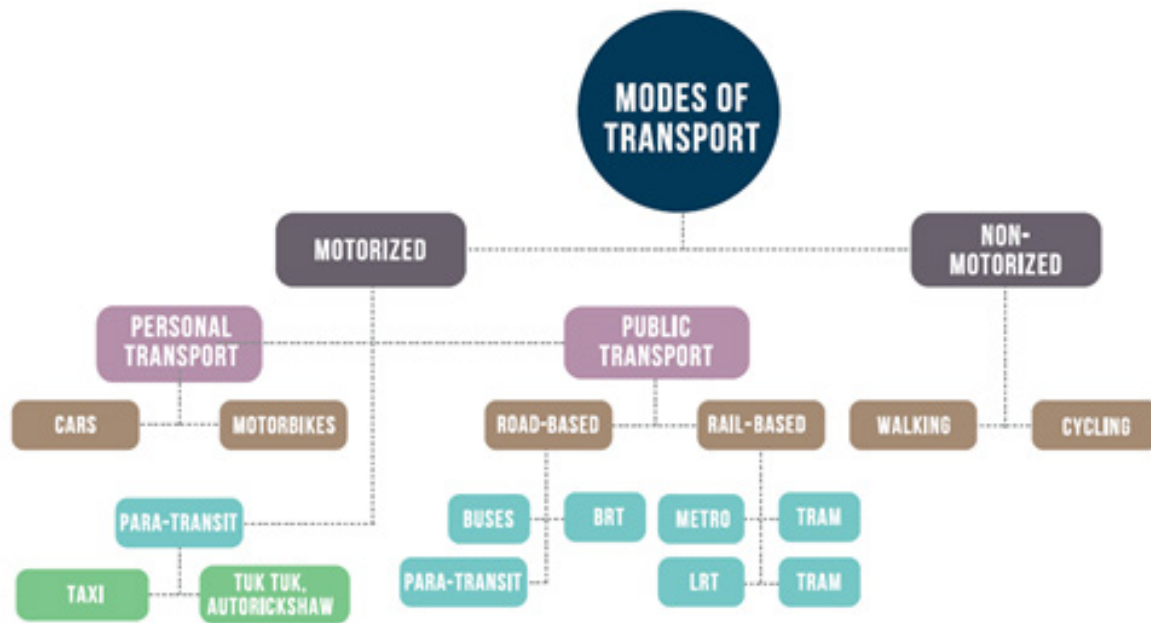 MODES OF
TRANSPORT
MOTORIZED
NON-
MOTORIZED
PERSONAL
TRANSPORT
PUBLIC
TRANSPORT
CARS
MOTORBIKES
ROAD-BASED
RAIL-BASED
WALKING
CYCLING
PARA-TRANSIT
BUSES
BRT
METRO
TRAM
TAXI
TUK TUK,
AUTORICKSHAW
PARA-TRANSIT
LRT
TRAM